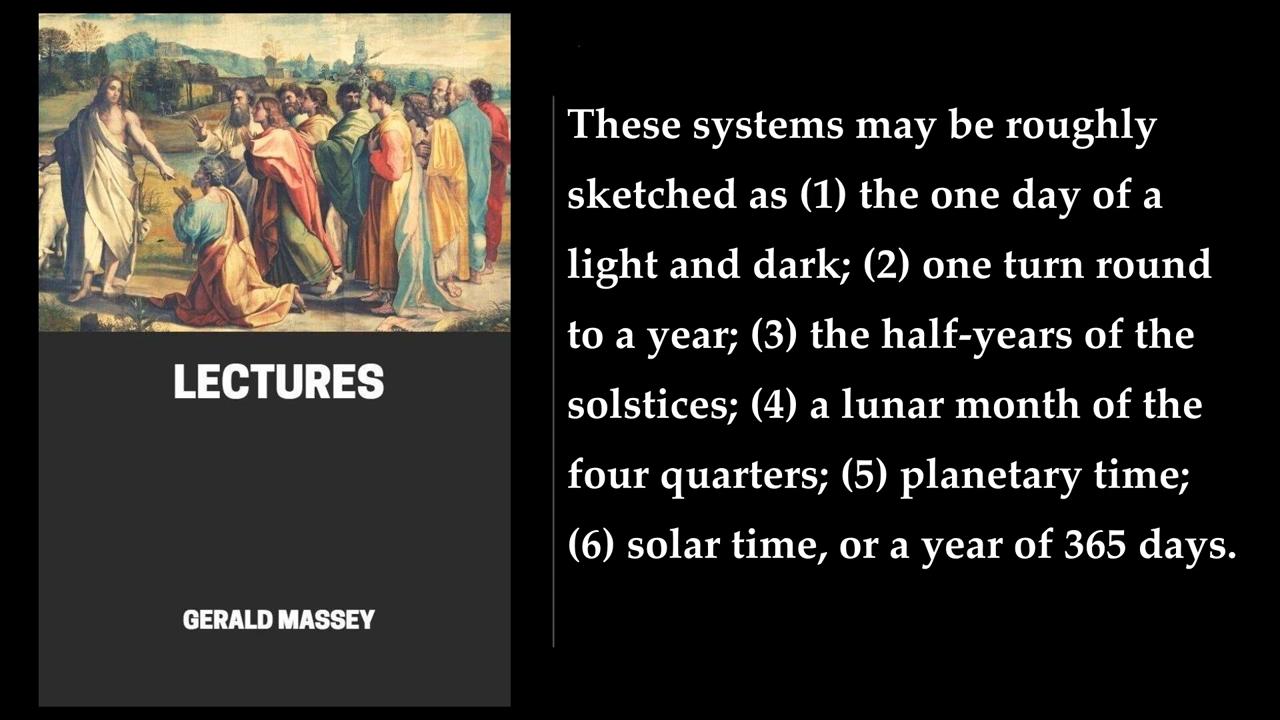 LECTURES
GERALD MASSEY
These systems may be roughly
sketched as (1) the one day of a
light and dark; (2) one turn round
to a year; (3) the half-years of the
solstices; (4) a lunar month of the
four quarters; (5) planetary time;
(6) solar time, or a year of 365 days.